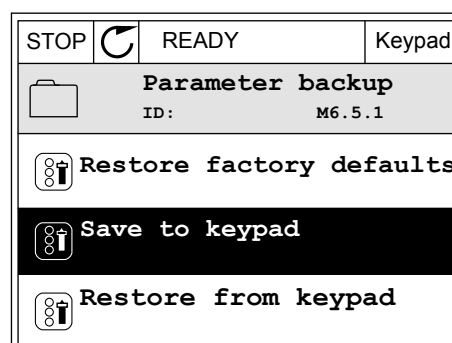 STOP READY Keypad
Parameter backup
ID: M6.5.1
Restore factory defaults
Save to keypad
Restore from keypad